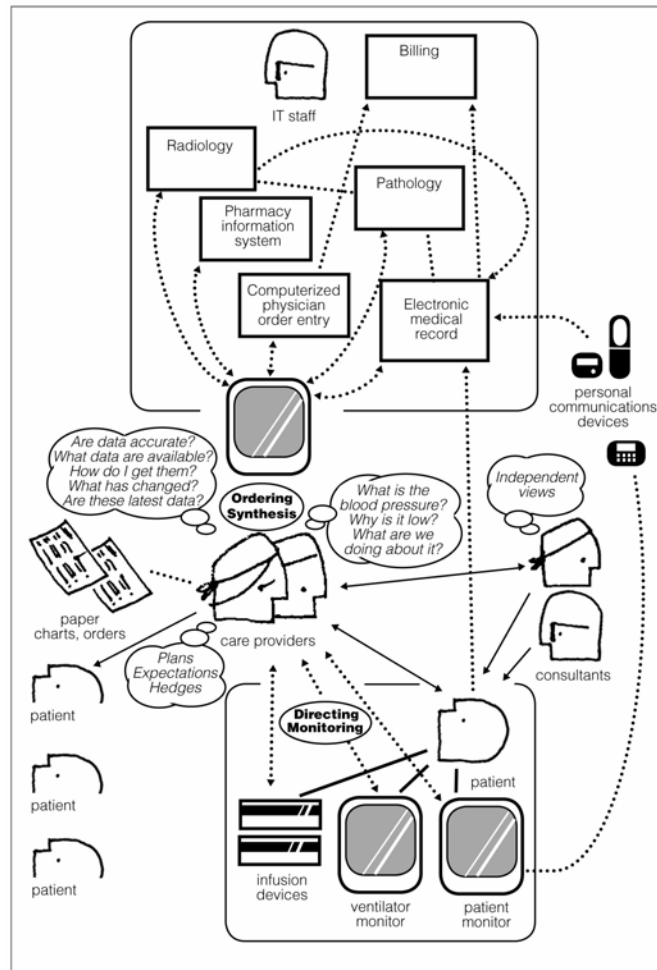 Billing
IT staff
Radiology
Pathology
Pharmacy
information
system
Computerized
physician
order entry
Electronic
medical
record
personal
communications
devices
Are data accurate?
What data are available?
How do I get them?
What has changed?
Are these latest data?
Ordering
Synthesis
What is the
blood pressure?
Why is it low?
What are we
doing about it?
Independent
views
paper
charts, orders
care providers
consultants
Plans
Expectations
Hedges
patient
Directing
Monitoring
patient
patient
patient
infusion
devices
ventilator
monitor
patient
monitor